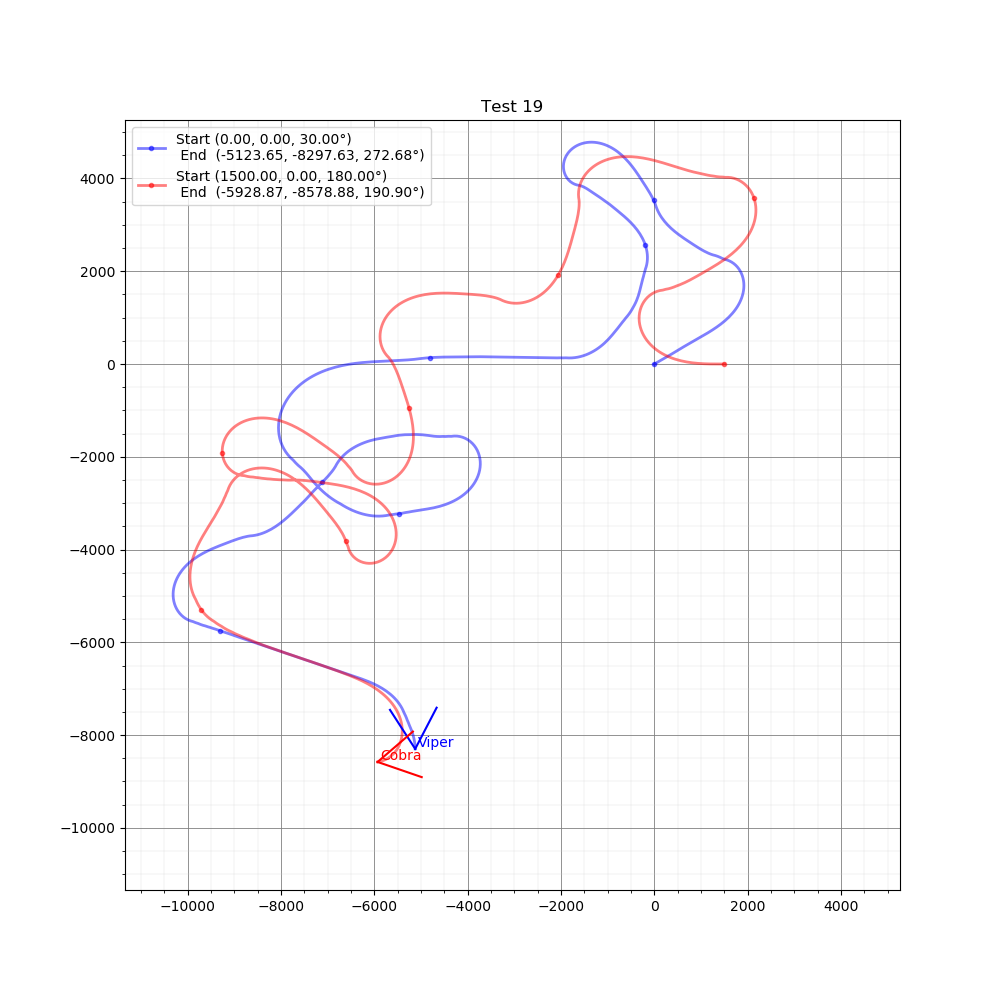 Test 19
Start (0.00, 0.00, 30.00°)
End (-5123.65, -8297.63, 272.68°)
Start (1500.00, 0.00, 180.00°)
End (-5928.87, -8578.88, 190.90°)
4000
2000
0
−2000
−4000
−6000
−8000
−10000
Viper
Cobra
−10000 −8000 −6000 −4000 −2000 0 2000 4000